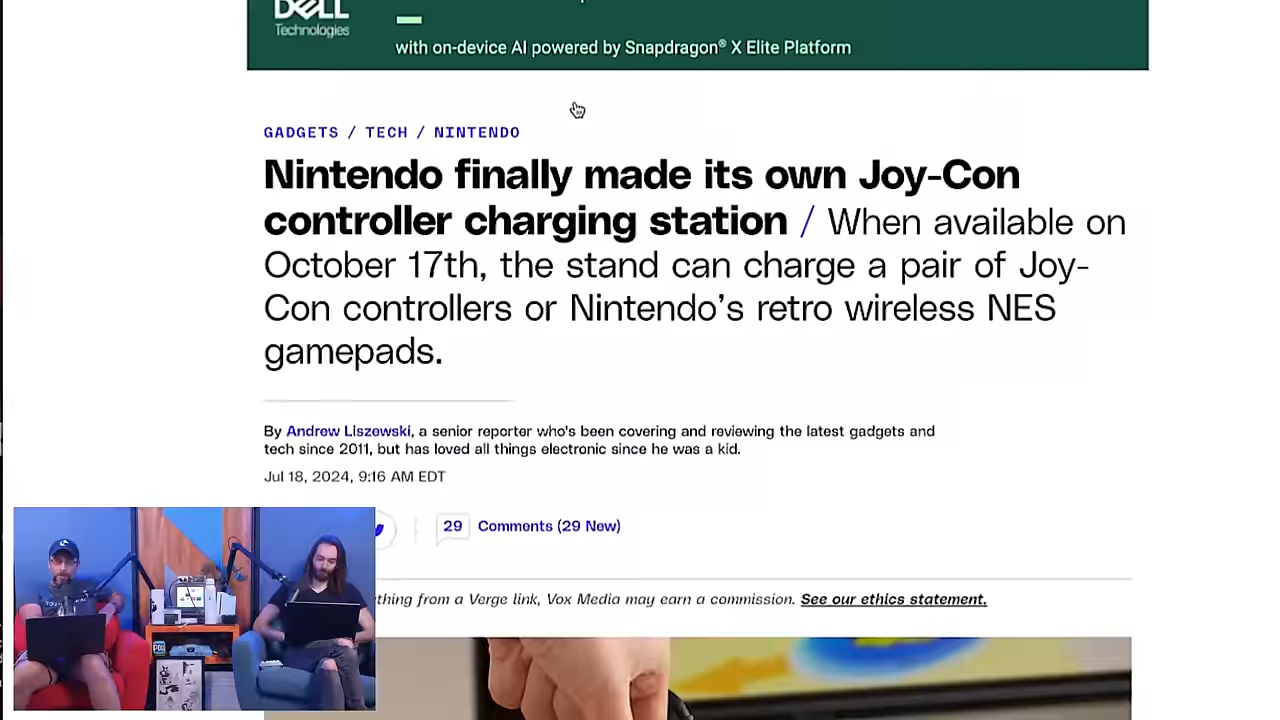 DELL
Technologies
with on-device AI powered by Snapdragon® X Elite Platform
GADGETS / TECH / NINTENDO
Nintendo finally made its own Joy-Con
controller charging station / When available on
October 17th, the stand can charge a pair of Joy-
Con controllers or Nintendo’s retro wireless NES
gamepads.
By Andrew Liszewski, a senior reporter who's been covering and reviewing the latest gadgets and
tech since 2011, but has loved all things electronic since he was a kid.
Jul 18, 2024, 9:16 AM EDT
29 Comments (29 New)
thing from a Verge link, Vox Media may earn a commission. See our ethics statement.